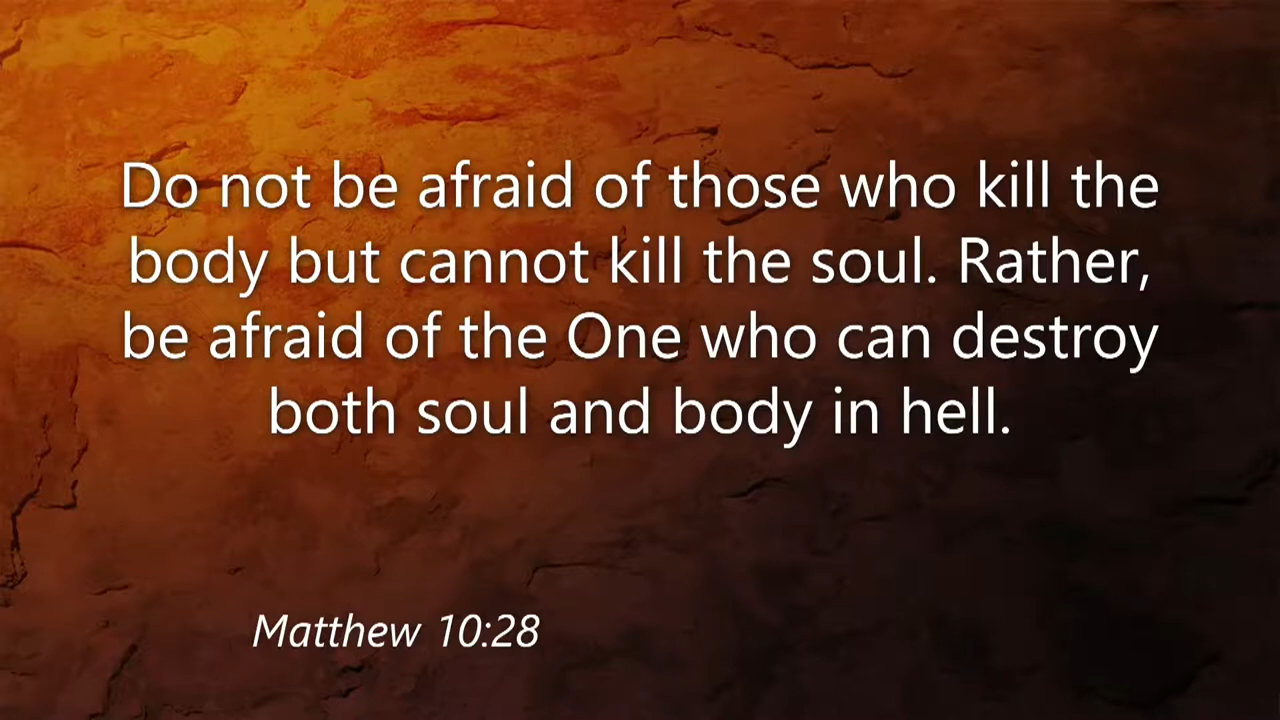 Do not be afraid of those who kill the
body but cannot kill the soul. Rather,
be afraid of the One who can destroy
both soul and body in hell.
Matthew 10:28